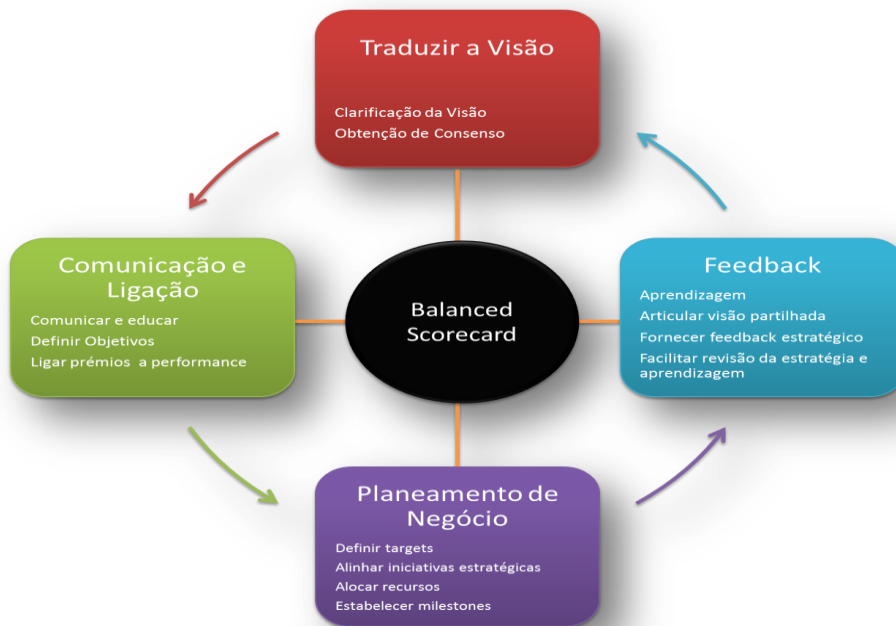 Traduzir a Visão
Clarificação da Visão
Obtenção de Consenso
Comunicação e
Ligação
Comunicar e educar
Definir Objetivos
Ligar prémios a performance
Balanced
Scorecard
Feedback
Aprendizagem
Articular visão partilhada
Fornecer feedback estratégico
Facilitar revisão da estratégia e
aprendizagem
Planeamento de
Negócio
Definir targets
Alinhar iniciativas estratégicas
Alocar recursos
Estabelecer milestones